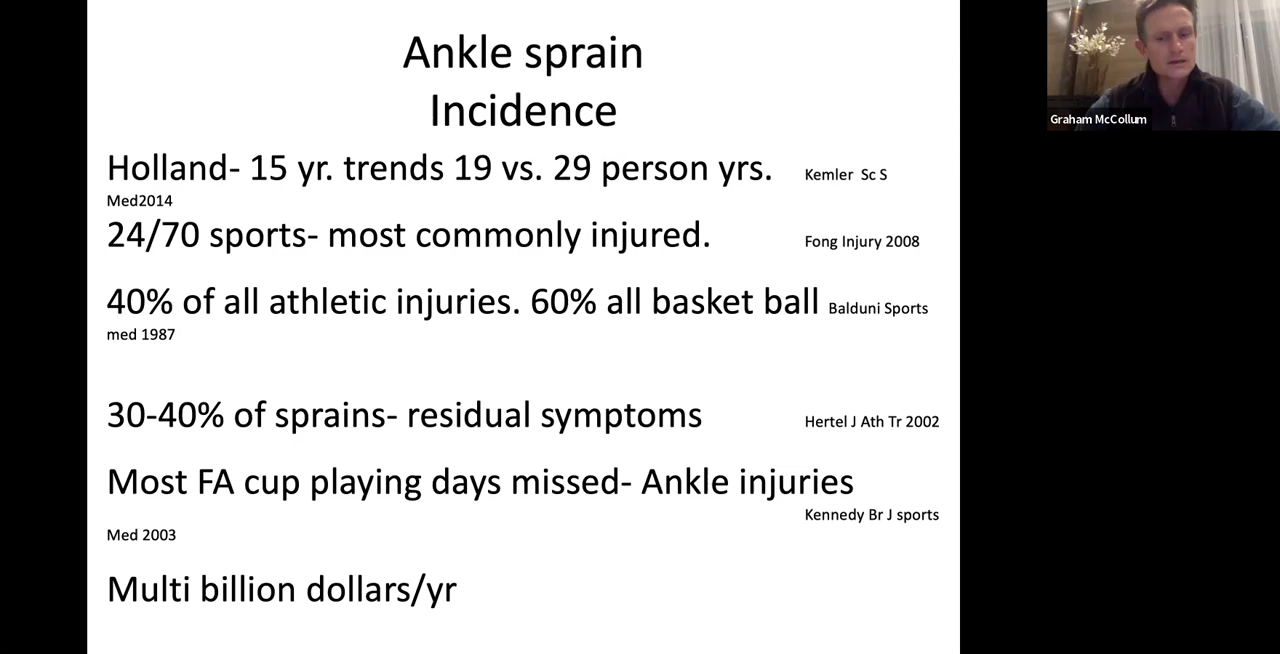 Ankle sprain
Incidence
Holland- 15 yr. trends 19 vs. 29 person yrs. Kemler Sc S
Med2014
24/70 sports- most commonly injured. Fong Injury 2008
40% of all athletic injuries. 60% all basket ball Balduni Sports
med 1987
30-40% of sprains- residual symptoms Hertel J Ath Tr 2002
Most FA cup playing days missed- Ankle injuries
Kennedy Br J sports
Med 2003
Multi billion dollars/yr
Graham McCollum